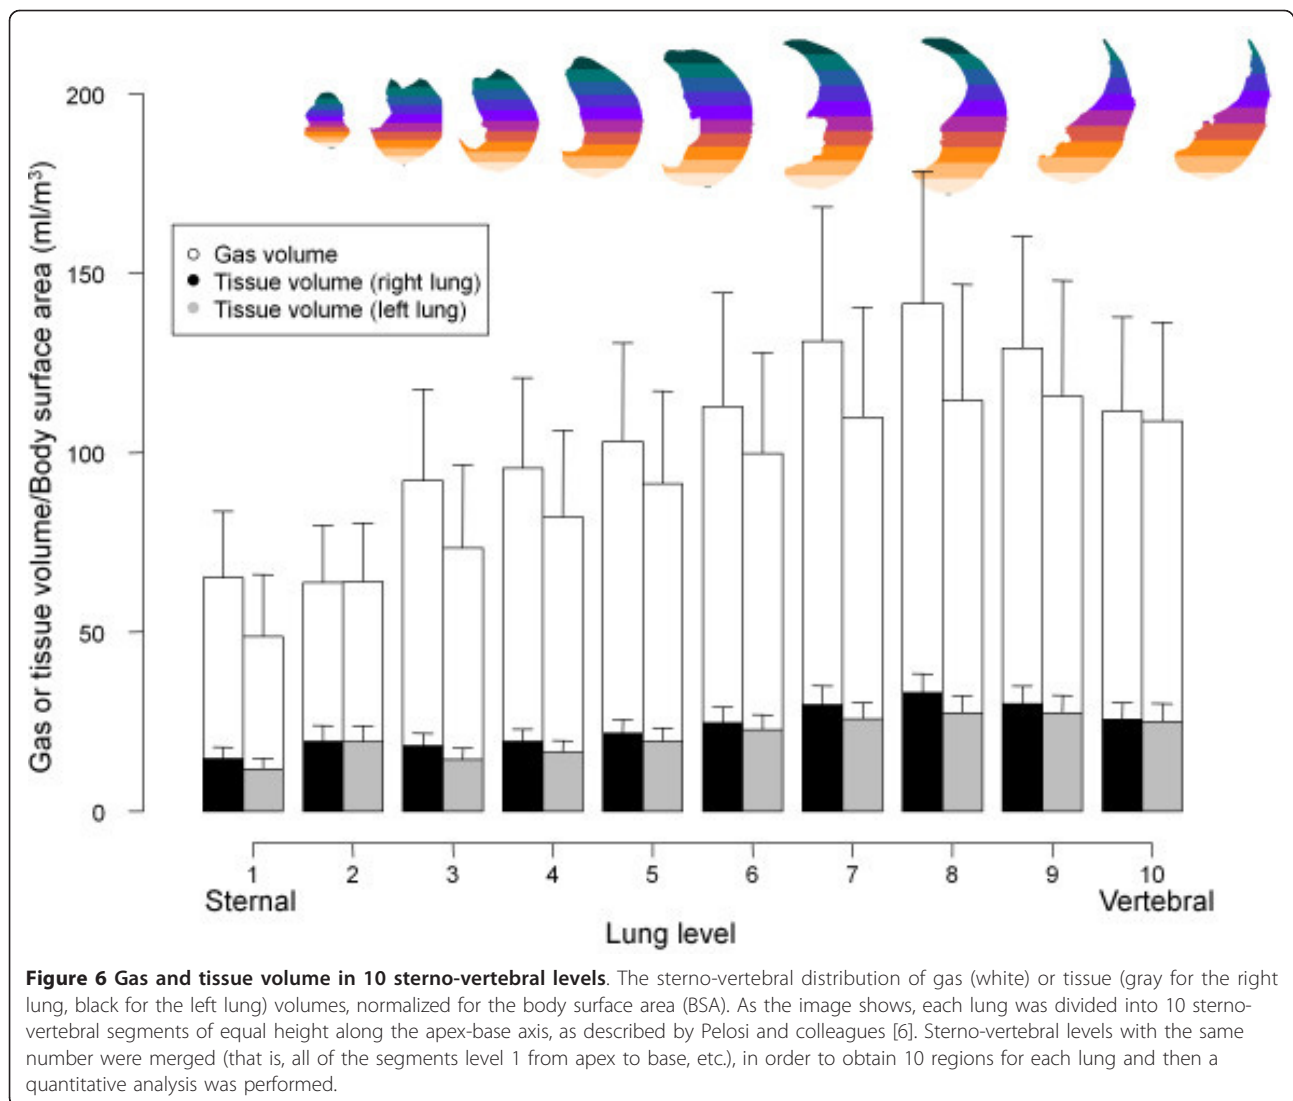 200
150
100
50
0
Gas or tissue volume/Body surface area (ml/m³)
Gas volume
Tissue volume (right lung)
Tissue volume (left lung)
1 2 3 4 5 6 7 8 9 10
Sternal Vertebral
Lung level
Figure 6 Gas and tissue volume in 10 sterno-vertebral levels. The sterno-vertebral distribution of gas (white) or tissue (gray for the right
lung, black for the left lung) volumes, normalized for the body surface area (BSA). As the image shows, each lung was divided into 10 sterno-
vertebral segments of equal height along the apex-base axis, as described by Pelosi and colleagues [6]. Sterno-vertebral levels with the same
number were merged (that is, all of the segments level 1 from apex to base, etc.), in order to obtain 10 regions for each lung and then a
quantitative analysis was performed.